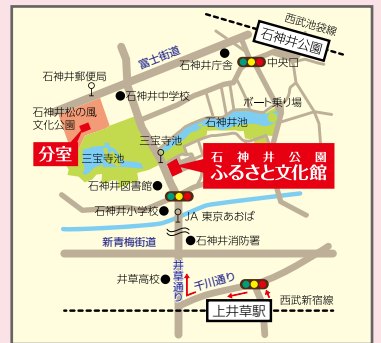 西武池袋線
石神井公園
富士街道
石神井庁舎
中央口
石神井郵便局
石神井中学校
ボート乗り場
石神井松の風
文化公園
石神井池
三宝寺池
分室
三宝寺池
石神井公園
ふるさと文化館
石神井図書館
石神井小学校
JA 東京あおば
新青梅街道
石神井消防署
井草高校
井草通り
千川通り
西武新宿線
上井草駅